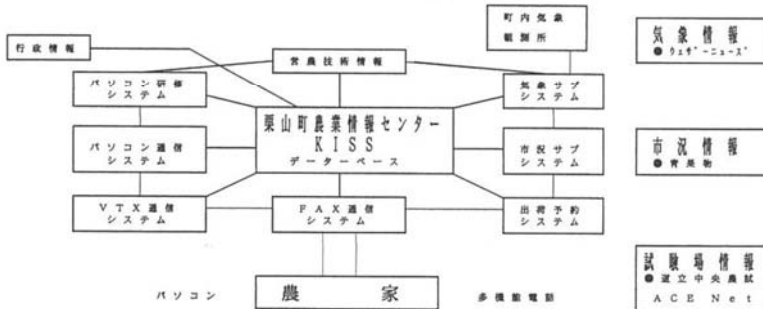 町内気象
観測所
行政情報
営農技術情報
パソコン研修
システム
気象サブ
システム
栗山町農業情報センター
KISS
データーベース
パソコン通信
システム
市況サブ
システム
VTX通信
システム
FAX通信
システム
出荷予約
システム
パソコン
農家
多機能電話
気象情報
●ウェザーニューズ
市況情報
●青果物
試験場情報
●道立中央農試
ACE Net